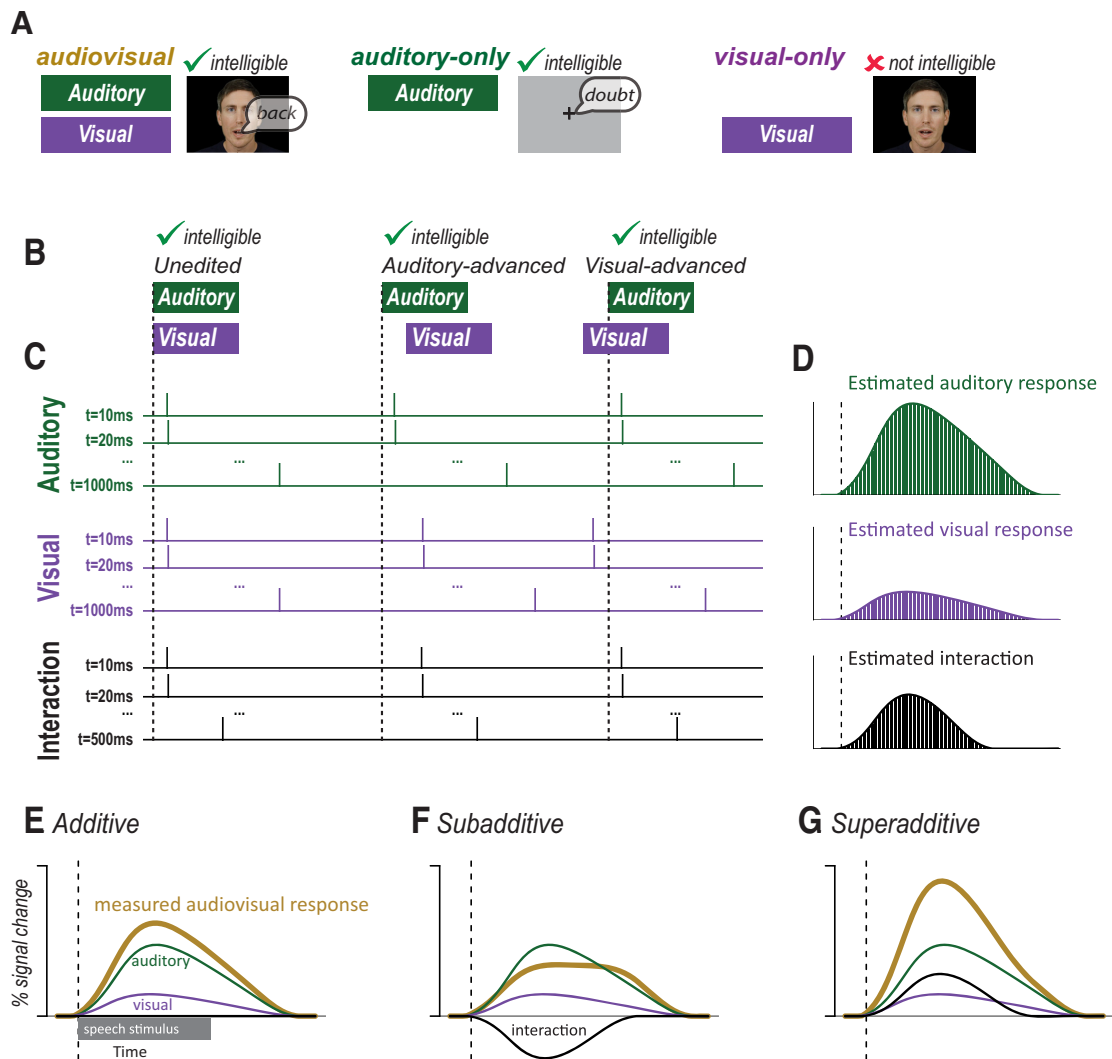 A
audiovisual
intelligible
Auditory
Visual
back
auditory-only
intelligible
Auditory
doubt
visual-only
not intelligible
Visual
B
intelligible
Unedited
Auditory
Visual
intelligible
Auditory-advanced
Auditory
Visual
intelligible
Visual-advanced
Auditory
Visual
C
Auditory
t=10ms
t=20ms
... ... ... ...
t=1000ms
Visual
t=10ms
t=20ms
... ... ... ...
t=1000ms
Interaction
t=10ms
t=20ms
... ... ... ...
t=500ms
D
Estimated auditory response
Estimated visual response
Estimated interaction
E Additive
% signal change
measured audiovisual response
auditory
visual
speech stimulus
Time
F Subadditive
interaction
G Superadditive